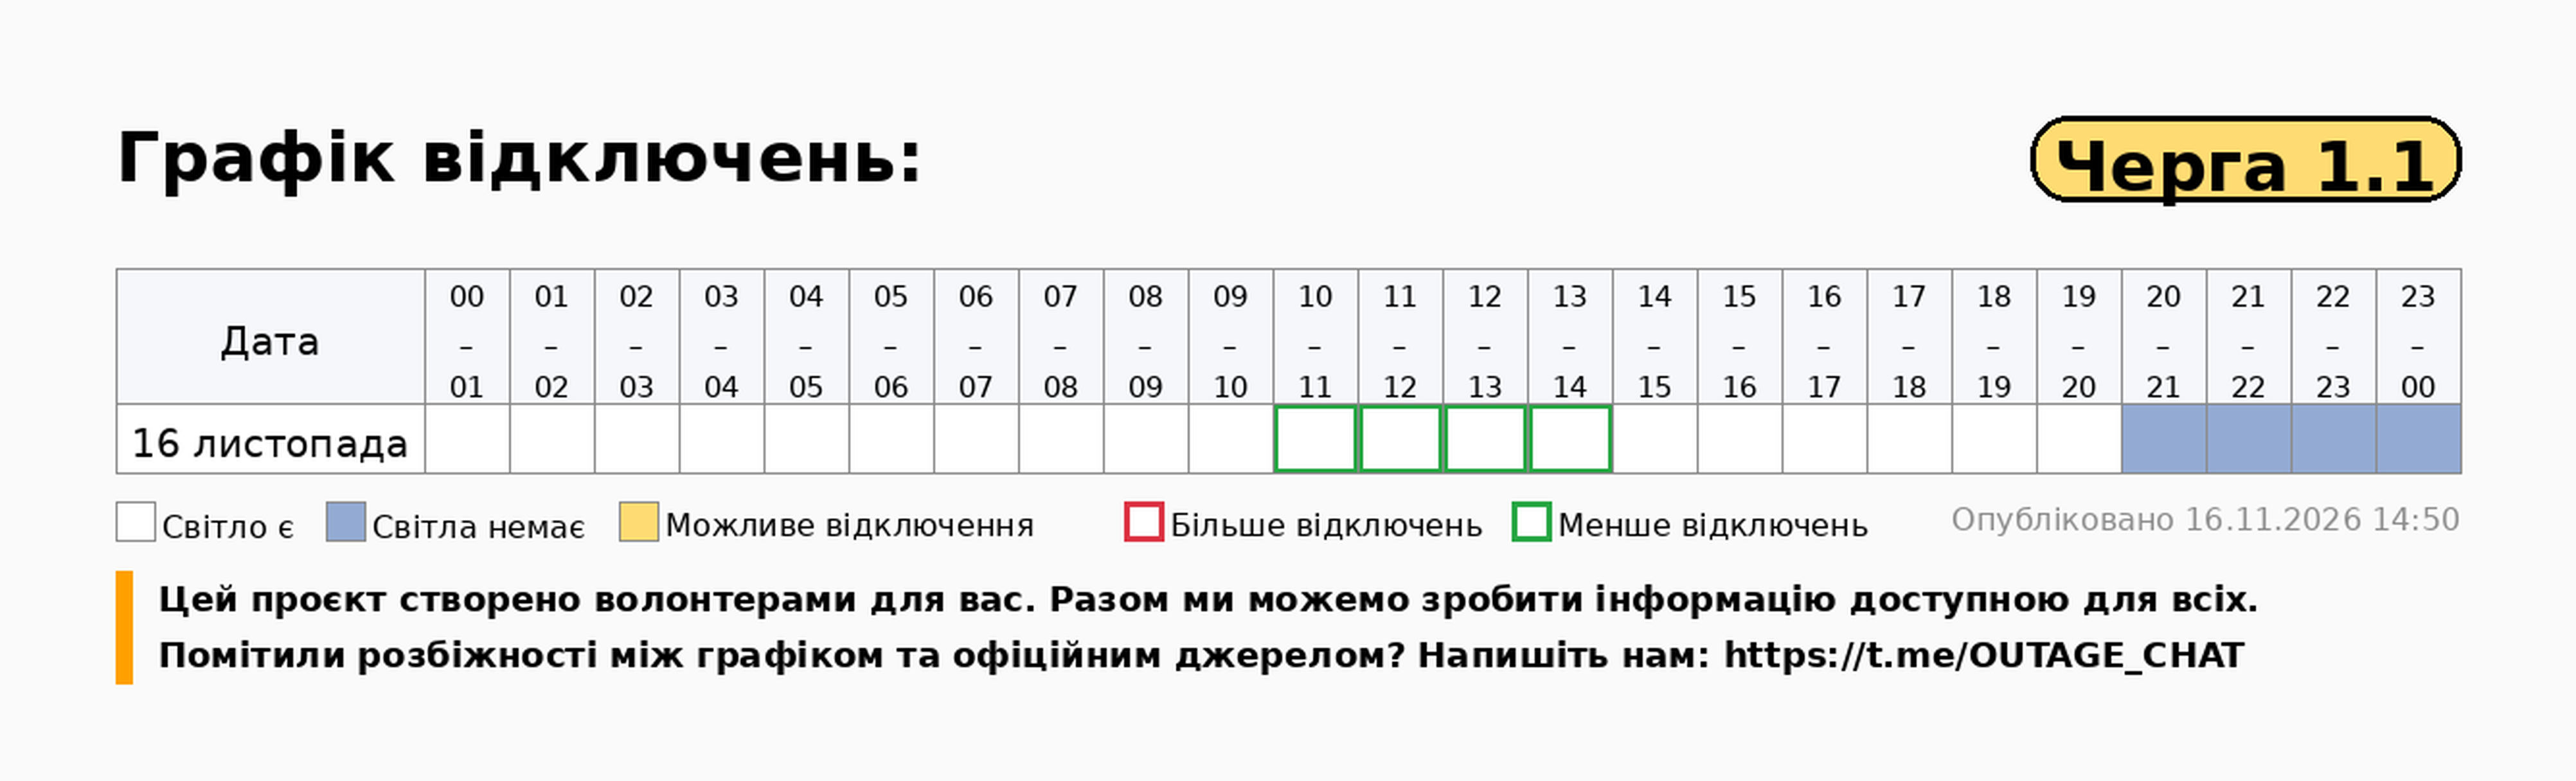 Графік відключень:
Черга 1.1
Дата
00 – 01
01 – 02
02 – 03
03 – 04
04 – 05
05 – 06
06 – 07
07 – 08
08 – 09
09 – 10
10 – 11
11 – 12
12 – 13
13 – 14
14 – 15
15 – 16
16 – 17
17 – 18
18 – 19
19 – 20
20 – 21
21 – 22
22 – 23
23 – 00
16 листопада
Світло є
Світла немає
Можливе відключення
Більше відключень
Менше відключень
Опубліковано 16.11.2026 14:50
Цей проєкт створено волонтерами для вас. Разом ми можемо зробити інформацію доступною для всіх.
Помітили розбіжності між графіком та офіційним джерелом? Напишіть нам: https://t.me/OUTAGE_CHAT